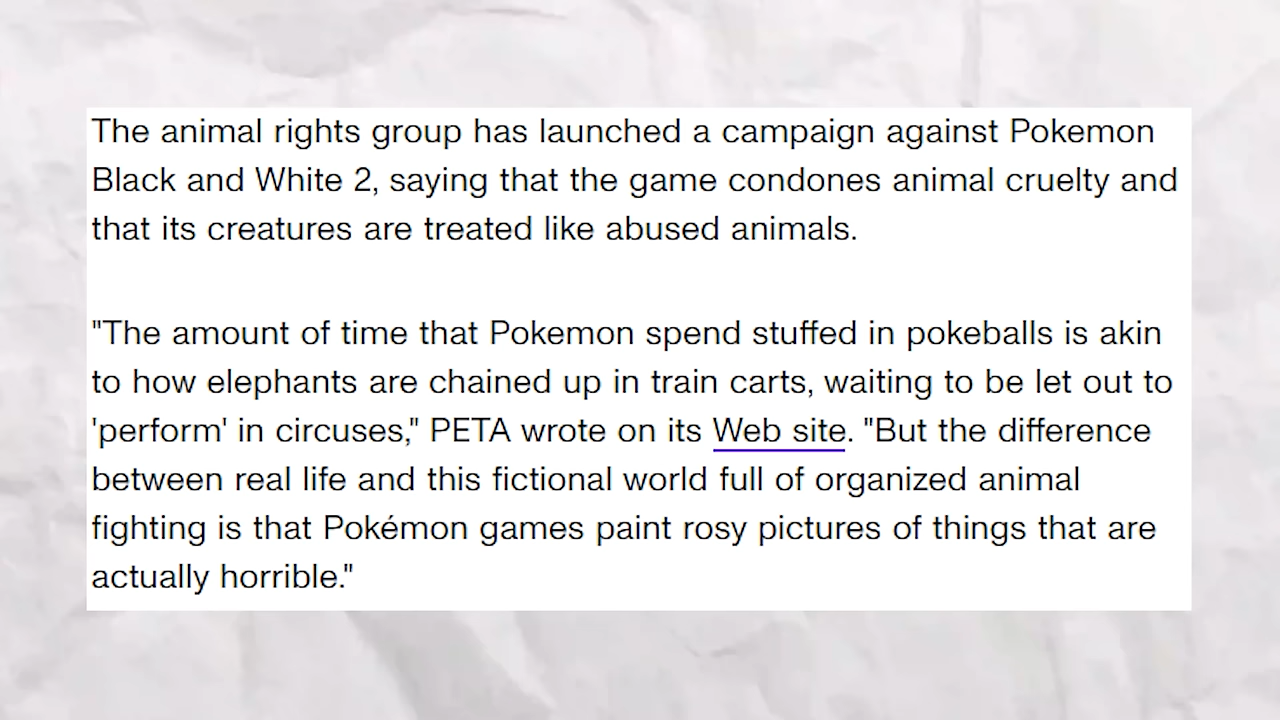 The animal rights group has launched a campaign against Pokemon
Black and White 2, saying that the game condones animal cruelty and
that its creatures are treated like abused animals.
"The amount of time that Pokemon spend stuffed in pokeballs is akin
to how elephants are chained up in train carts, waiting to be let out to
'perform' in circuses," PETA wrote on its Web site. "But the difference
between real life and this fictional world full of organized animal
fighting is that Pokémon games paint rosy pictures of things that are
actually horrible."